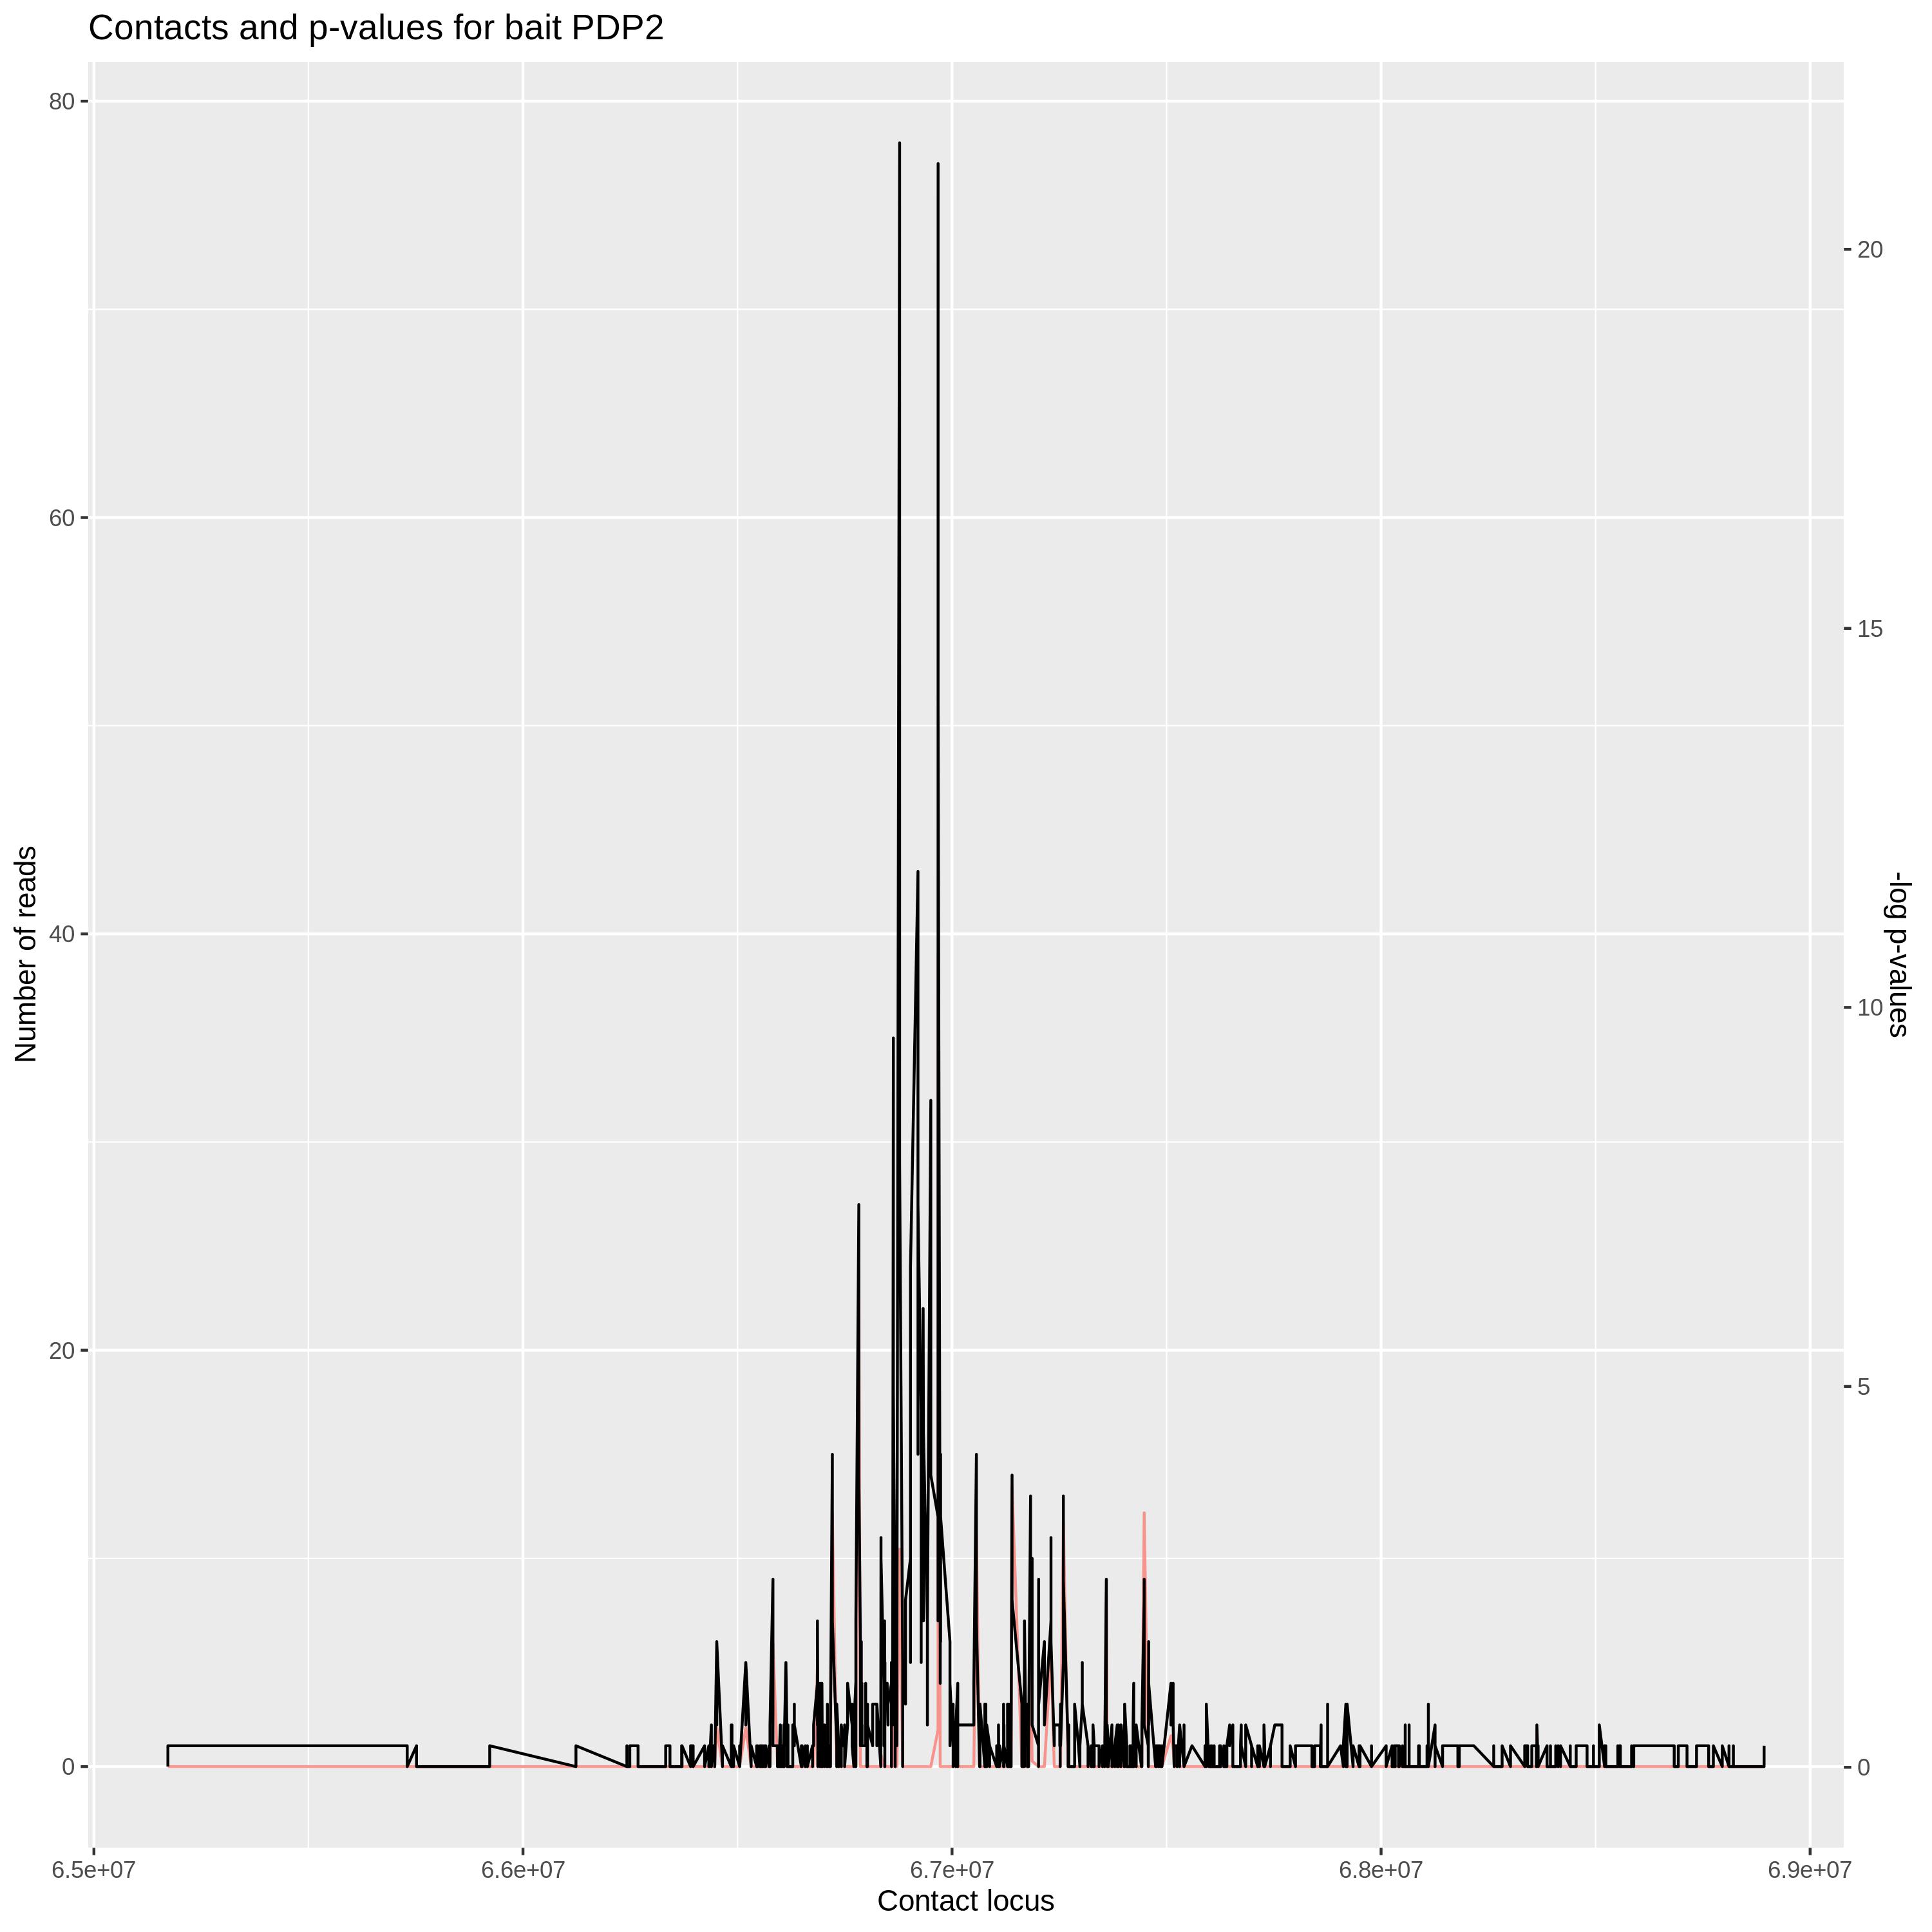 Contacts and p-values for bait PDP2
80
60
40
20
0
Number of reads
20
15
10
5
0
-log p-values
6.5e+07
6.6e+07
6.7e+07
6.8e+07
6.9e+07
Contact locus